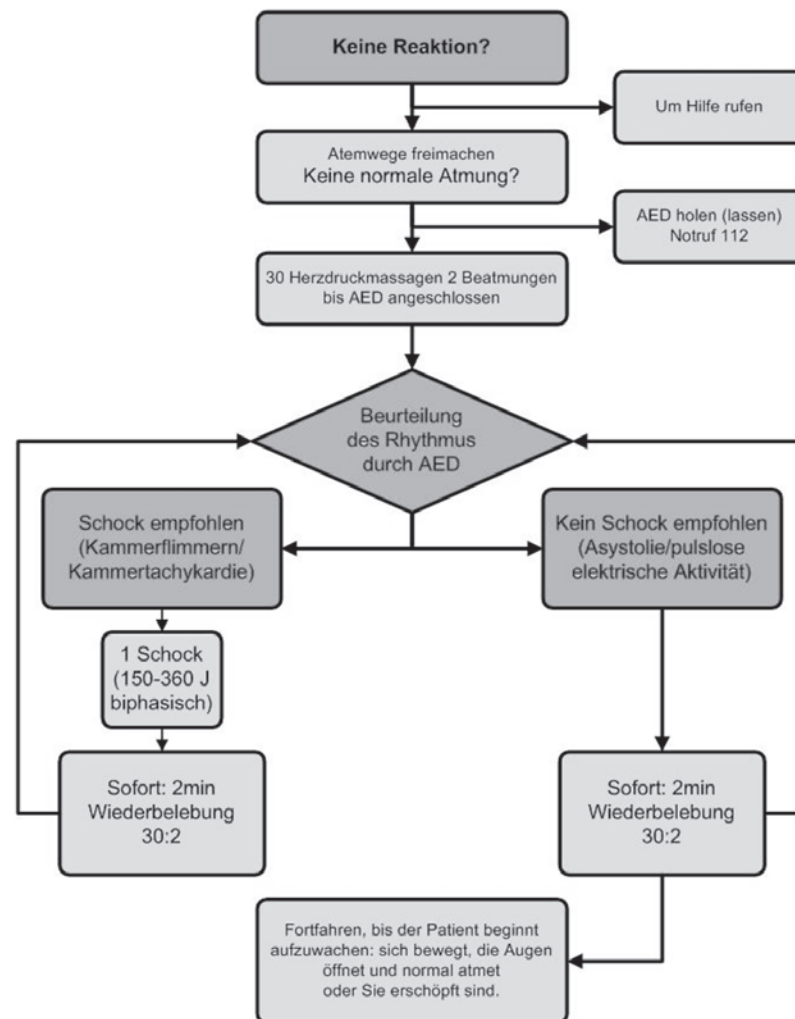 Keine Reaktion?
Um Hilfe rufen
Atemwege freimachen
Keine normale Atmung?
AED holen (lassen)
Notruf 112
30 Herzdruckmassagen 2 Beatmungen
bis AED angeschlossen
Beurteilung
des Rhythmus
durch AED
Schock empfohlen
(Kammerflimmern/
Kammertachykardie)
Kein Schock empfohlen
(Asystolie/pulslose
elektrische Aktivität)
1 Schock
(150-360 J
biphasisch)
Sofort: 2min
Wiederbelebung
30:2
Sofort: 2min
Wiederbelebung
30:2
Fortfahren, bis der Patient beginnt
aufzuwachen: sich bewegt, die Augen
öffnet und normal atmet
oder Sie erschöpft sind.